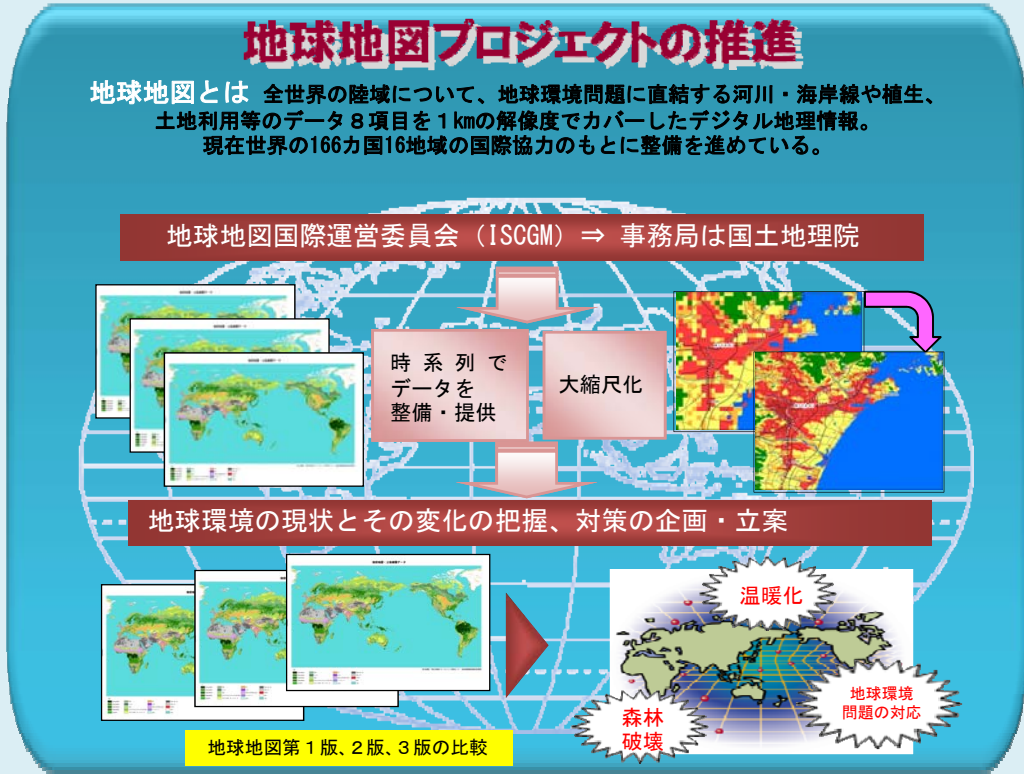 地球地図プロジェクトの推進
地球地図とは 全世界の陸域について、地球環境問題に直結する河川・海岸線や植生、
土地利用等のデータ８項目を１kmの解像度でカバーしたデジタル地理情報。
現在世界の166カ国16地域の国際協力のもとに整備を進めている。
地球地図国際運営委員会（ISCGM）⇒ 事務局は国土地理院
時 系 列 で
データを
整備・提供
大縮尺化
地球環境の現状とその変化の把握、対策の企画・立案
温暖化
地球環境
問題の対応
森林
破壊
地球地図第１版、２版、３版の比較